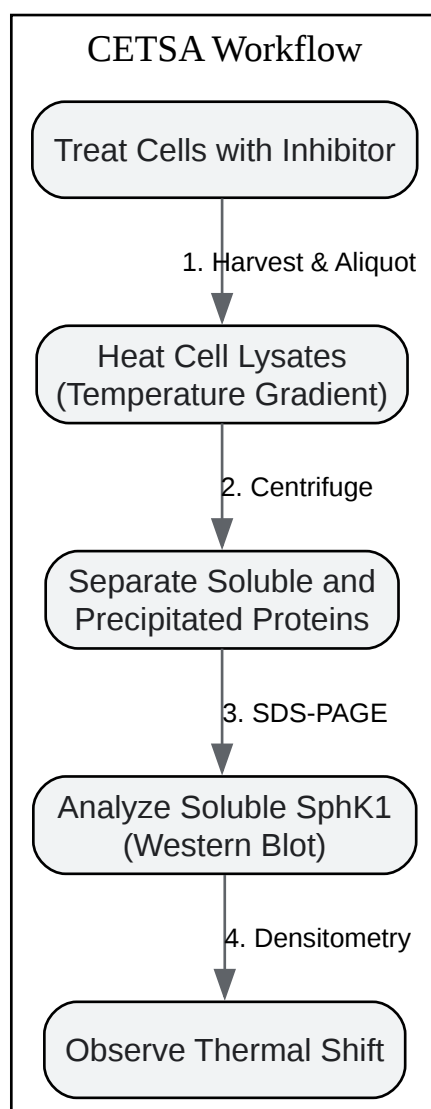 CETSA Workflow
Treat Cells with Inhibitor
1. Harvest & Aliquot
Heat Cell Lysates
(Temperature Gradient)
2. Centrifuge
Separate Soluble and
Precipitated Proteins
3. SDS-PAGE
Analyze Soluble SphK1
(Western Blot)
4. Densitometry
Observe Thermal Shift